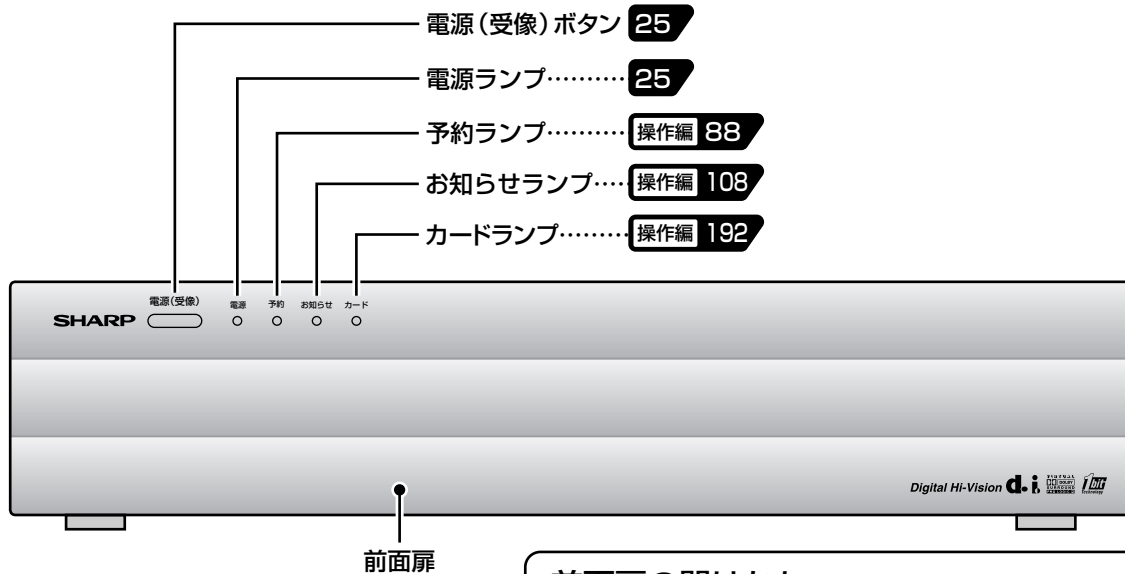 電源(受像)ボタン 25
電源ランプ………… 25
予約ランプ………… 操作編 88
お知らせランプ…… 操作編 108
カードランプ……… 操作編 192
電源(受像) 電源 予約 お知らせ カード
SHARP
Digital Hi-Vision d.i. 1bit
Technology
前面扉